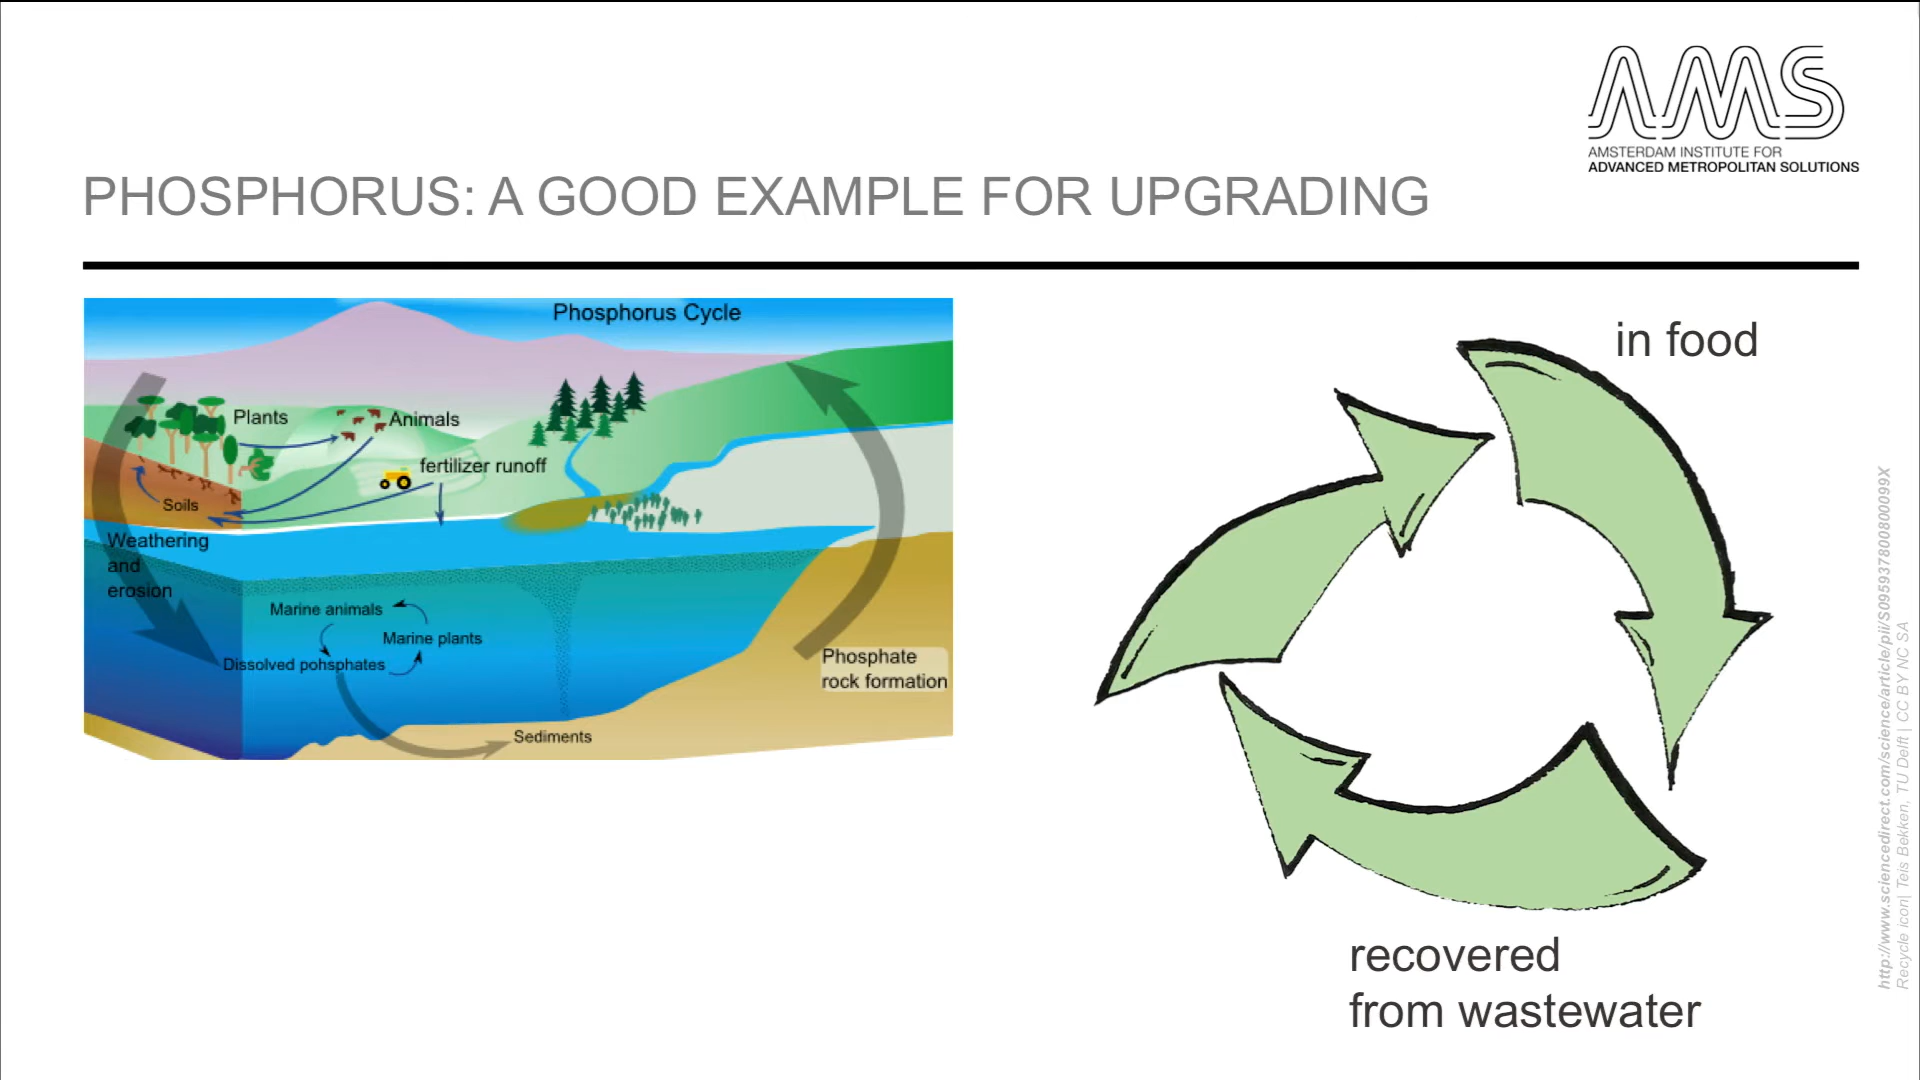 AMS
AMSTERDAM INSTITUTE FOR
ADVANCED METROPOLITAN SOLUTIONS
PHOSPHORUS: A GOOD EXAMPLE FOR UPGRADING
Phosphorus Cycle
Plants
Animals
fertilizer runoff
Soils
Weathering
and
erosion
Marine animals
Marine plants
Dissolved pohsphates
Phosphate
rock formation
Sediments
in food
recovered
from wastewater
http://www.sciencedirect.com/science/article/pii/S095937800800099X
Recycle icon| Teis Bekken, TU Delft | CC BY NC SA